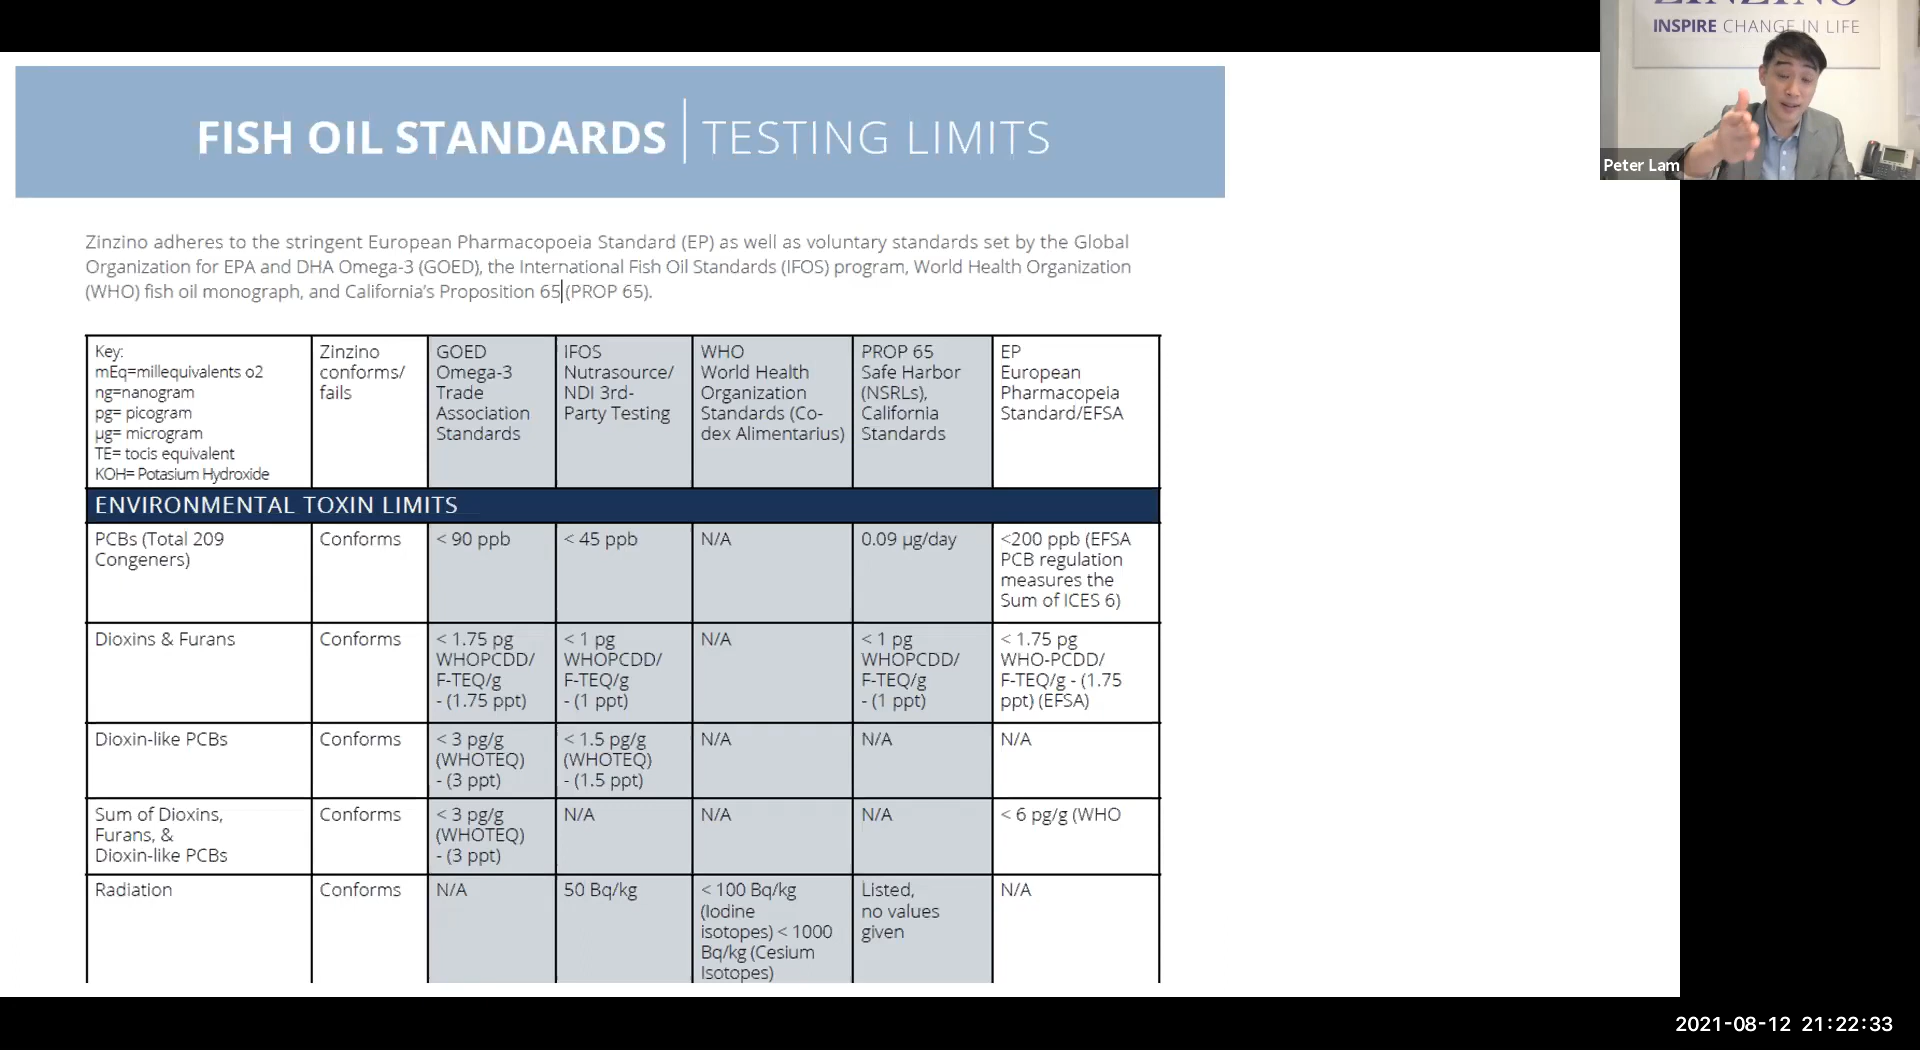 INSPIRE CHANGE IN LIFE
Peter Lam
FISH OIL STANDARDS | TESTING LIMITS
Zinzino adheres to the stringent European Pharmacopoeia Standard (EP) as well as voluntary standards set by the Global
Organization for EPA and DHA Omega-3 (GOED), the International Fish Oil Standards (IFOS) program, World Health Organization
(WHO) fish oil monograph, and California's Proposition 65 (PROP 65).
Key:
mEq=millequivalents o2
ng=nanogram
pg= picogram
µg= microgram
TE= tocis equivalent
KOH= Potasium Hydroxide
Zinzino
conforms/
fails
GOED
Omega-3
Trade
Association
Standards
IFOS
Nutrasource/
NDI 3rd-
Party Testing
WHO
World Health
Organization
Standards (Co-
dex Alimentarius)
PROP 65
Safe Harbor
(NSRLs),
California
Standards
EP
European
Pharmacopeia
Standard/EFSA
ENVIRONMENTAL TOXIN LIMITS
PCBs (Total 209
Congeners)
Conforms
< 90 ppb
< 45 ppb
N/A
0.09 µg/day
<200 ppb (EFSA
PCB regulation
measures the
Sum of ICES 6)
Dioxins & Furans
Conforms
< 1.75 pg
WHOPCDD/
F-TEQ/g
- (1.75 ppt)
< 1 pg
WHOPCDD/
F-TEQ/g
- (1 ppt)
N/A
< 1 pg
WHOPCDD/
F-TEQ/g
- (1 ppt)
< 1.75 pg
WHO-PCDD/
F-TEQ/g - (1.75
ppt) (EFSA)
Dioxin-like PCBs
Conforms
< 3 pg/g
(WHOTEQ)
- (3 ppt)
< 1.5 pg/g
(WHOTEQ)
- (1.5 ppt)
N/A
N/A
N/A
Sum of Dioxins,
Furans, &
Dioxin-like PCBs
Conforms
< 3 pg/g
(WHOTEQ)
- (3 ppt)
N/A
N/A
N/A
< 6 pg/g (WHO
Radiation
Conforms
N/A
50 Bq/kg
< 100 Bq/kg
(Iodine
isotopes) < 1000
Bq/kg (Cesium
Isotopes)
Listed,
no values
given
N/A
2021-08-12 21:22:33